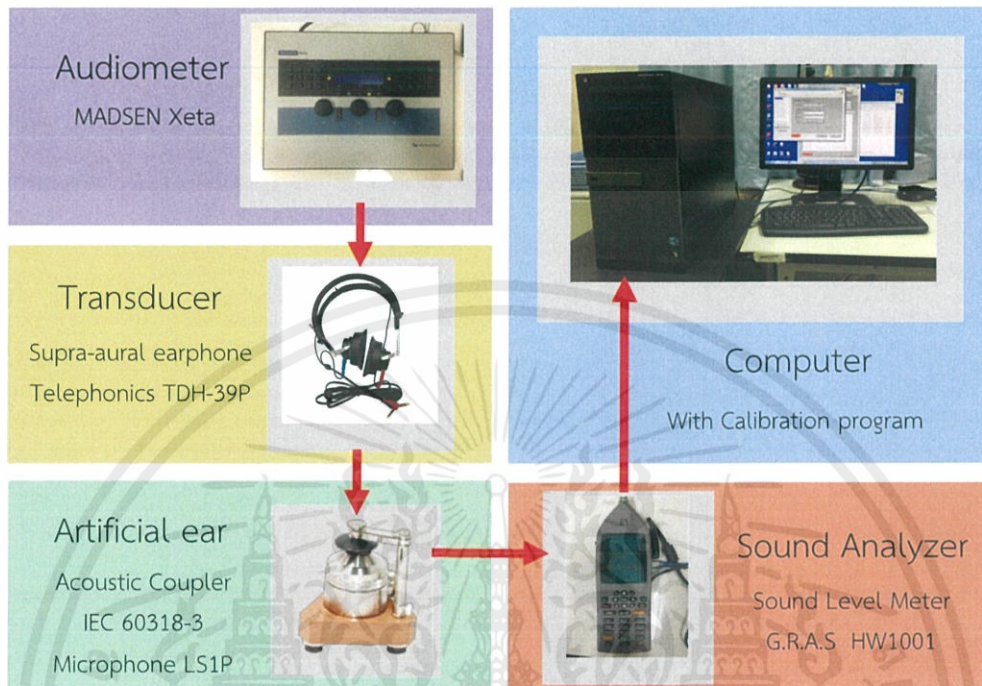 Audiometer
MADSEN Xeta
Transducer
Supra-aural earphone
Telephonics TDH-39P
Artificial ear
Acoustic Coupler
IEC 60318-3
Microphone LS1P
Computer
With Calibration program
Sound Analyzer
Sound Level Meter
G.R.A.S HW1001